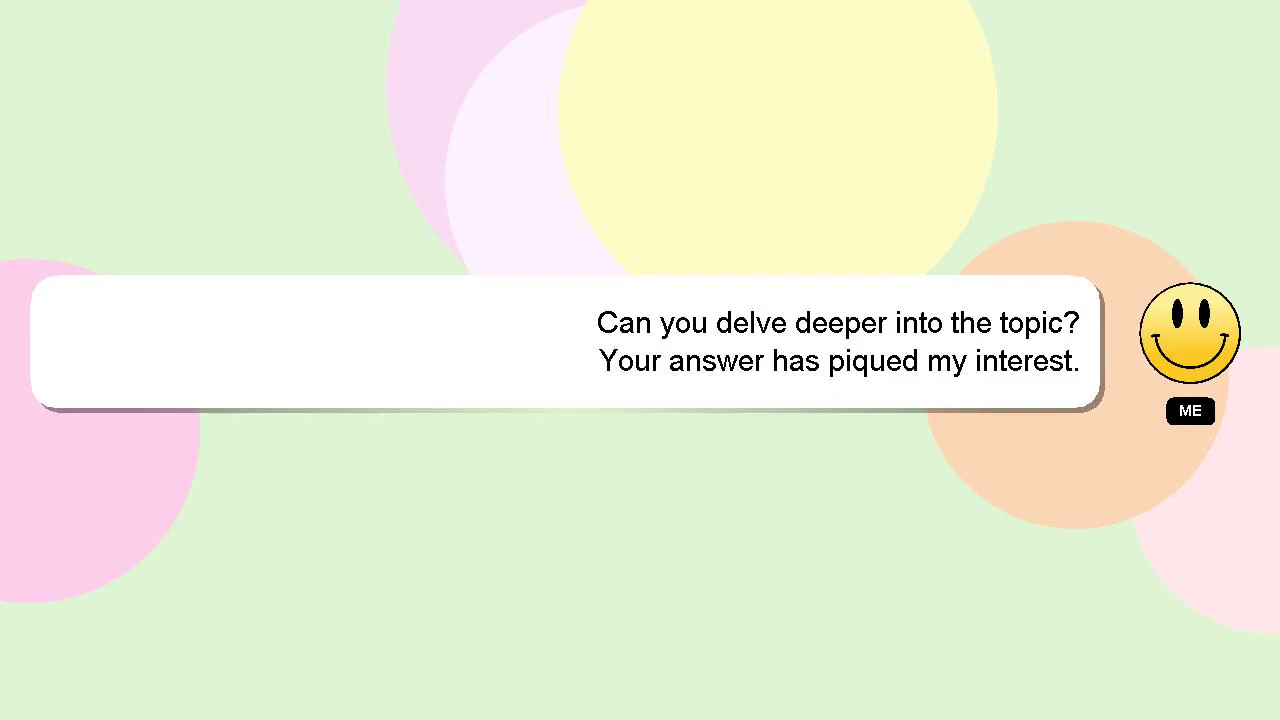 Can you delve deeper into the topic?
Your answer has piqued my interest.
ME